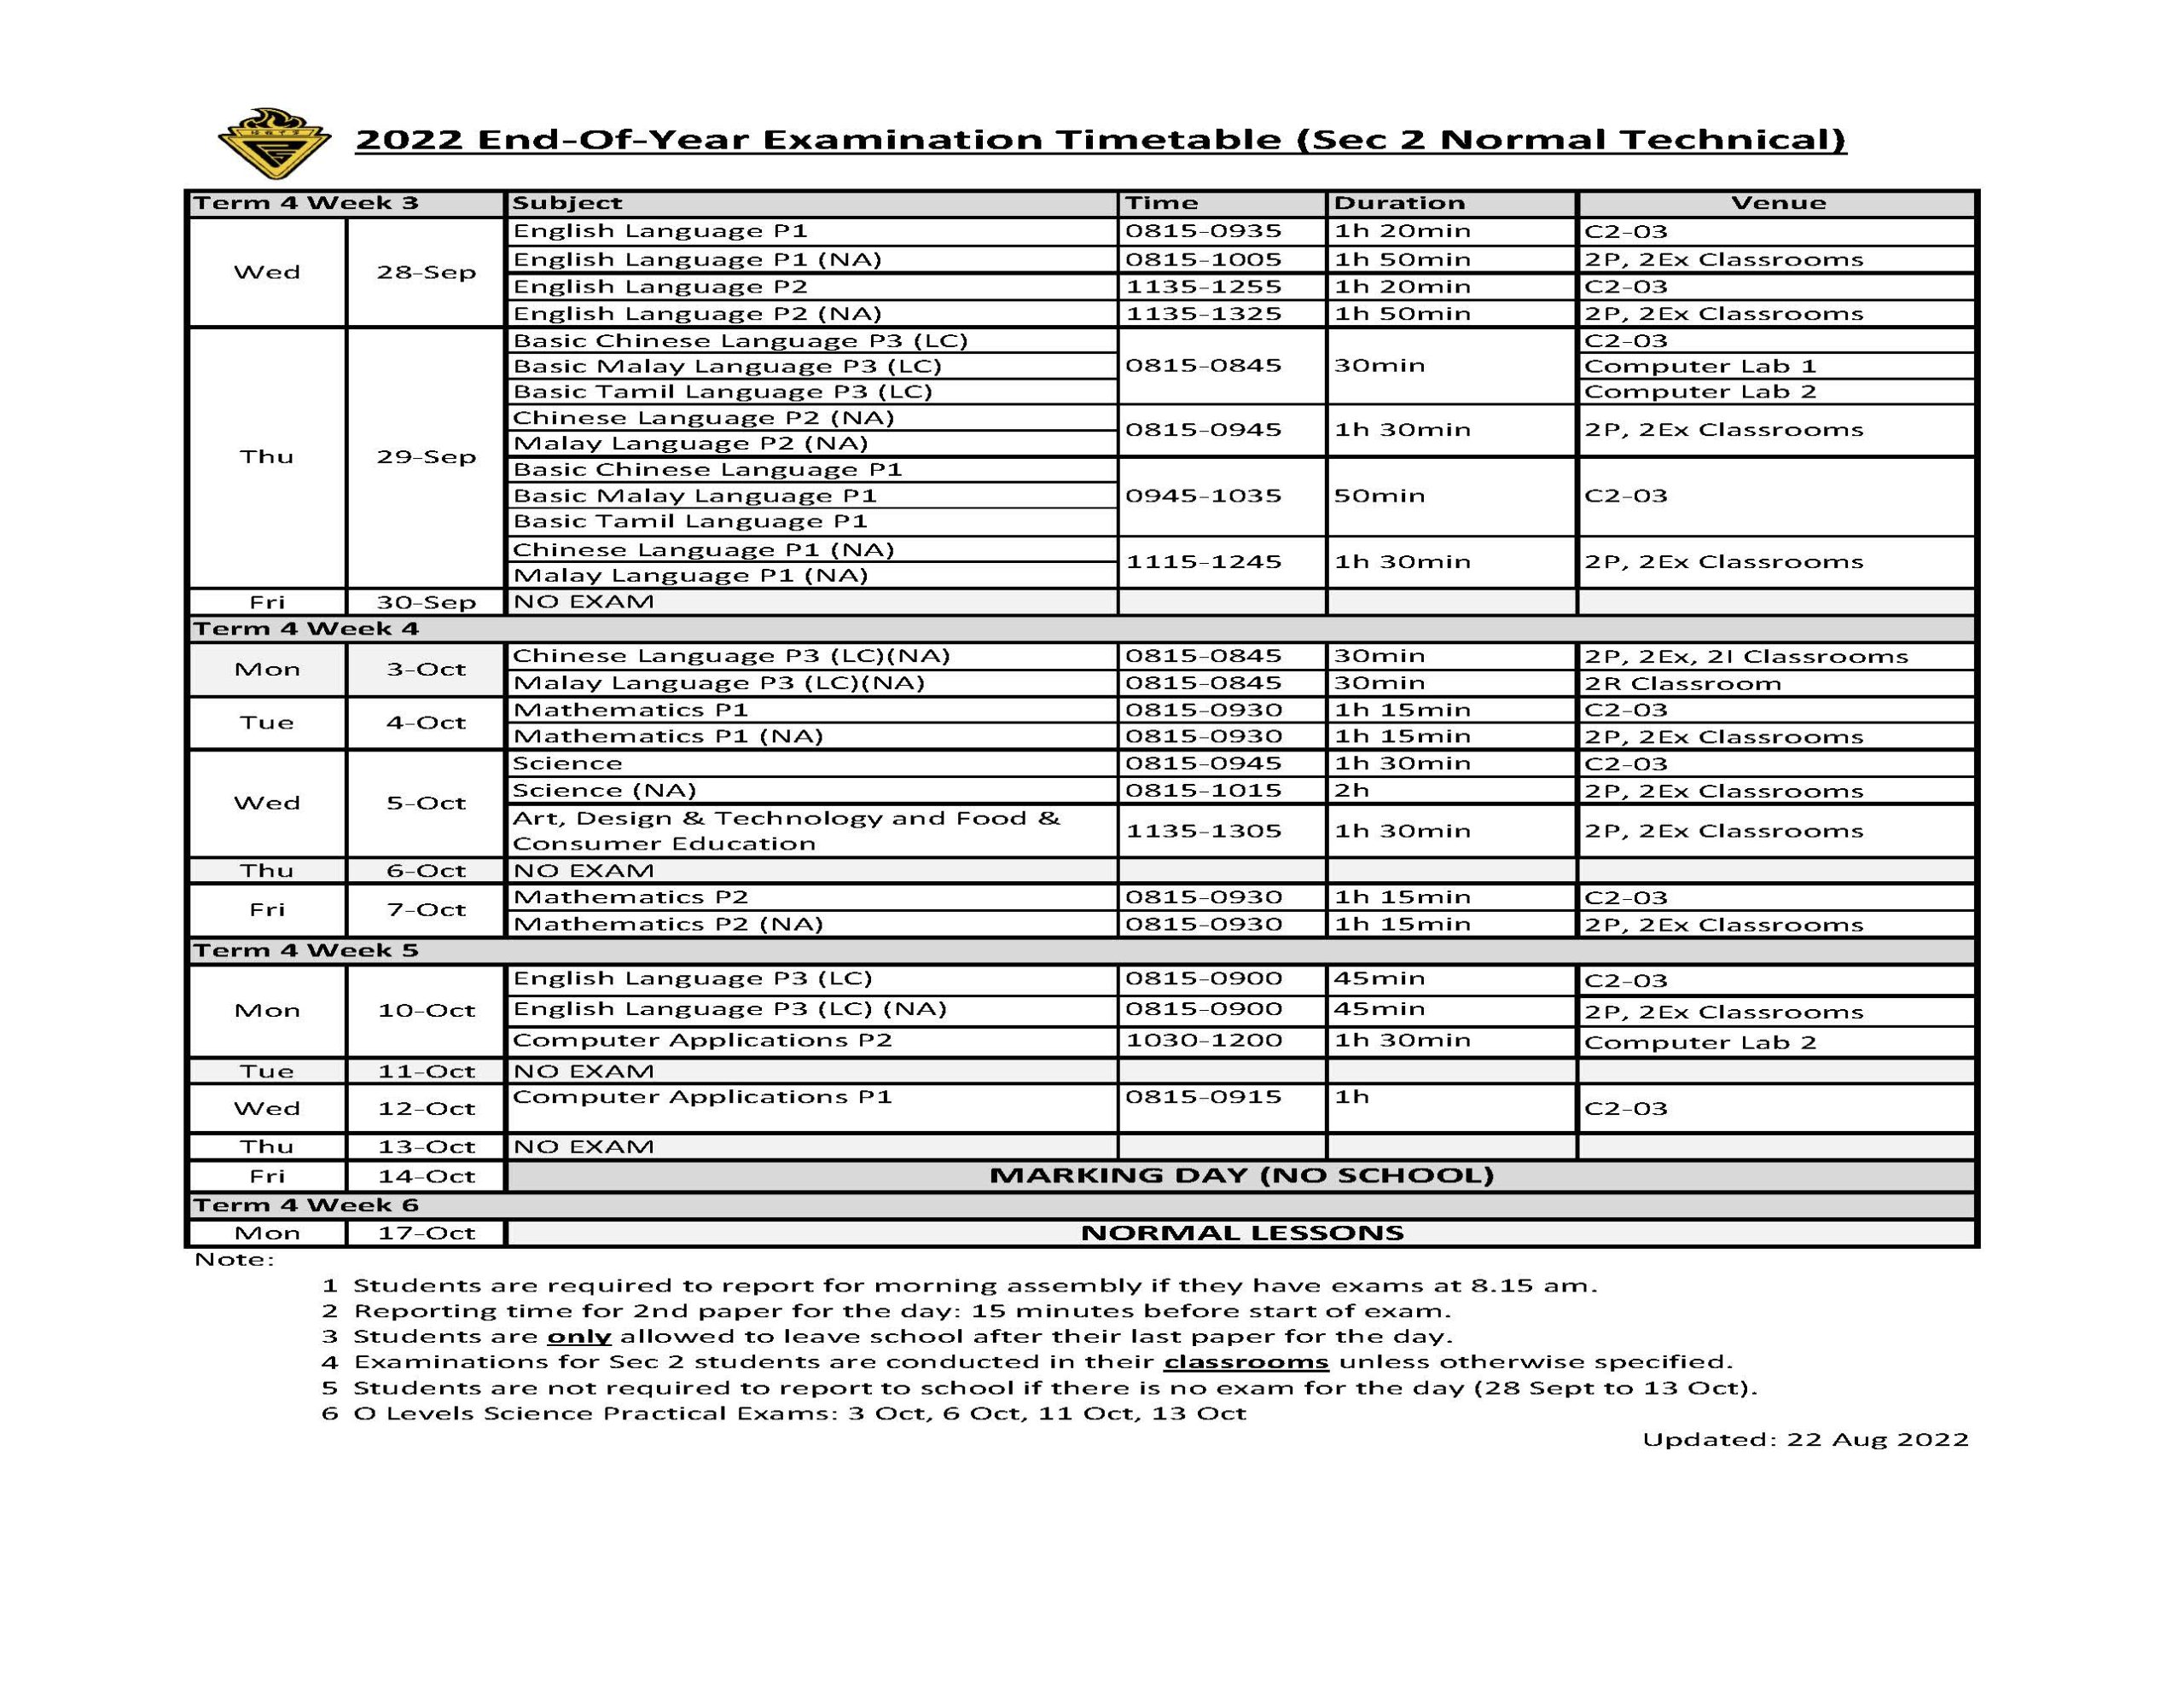 2022 End-Of-Year Examination Timetable (Sec 2 Normal Technical)
Term 4 Week 3 Subject Time Duration Venue
Wed 28-Sep
English Language P1 0815-0935 1h 20min C2-03
English Language P1 (NA) 0815-1005 1h 50min 2P, 2Ex Classrooms
English Language P2 1135-1255 1h 20min C2-03
English Language P2 (NA) 1135-1325 1h 50min 2P, 2Ex Classrooms
Thu 29-Sep
Basic Chinese Language P3 (LC) C2-03
Basic Malay Language P3 (LC) 0815-0845 30min Computer Lab 1
Basic Tamil Language P3 (LC) Computer Lab 2
Chinese Language P2 (NA) 0815-0945 1h 30min 2P, 2Ex Classrooms
Malay Language P2 (NA)
Basic Chinese Language P1
Basic Malay Language P1 0945-1035 50min C2-03
Basic Tamil Language P1
Chinese Language P1 (NA) 1115-1245 1h 30min 2P, 2Ex Classrooms
Malay Language P1 (NA)
Fri 30-Sep NO EXAM
Term 4 Week 4
Mon 3-Oct
Chinese Language P3 (LC)(NA) 0815-0845 30min 2P, 2Ex, 2I Classrooms
Malay Language P3 (LC)(NA) 0815-0845 30min 2R Classroom
Tue 4-Oct
Mathematics P1 0815-0930 1h 15min C2-03
Mathematics P1 (NA) 0815-0930 1h 15min 2P, 2Ex Classrooms
Wed 5-Oct
Science 0815-0945 1h 30min C2-03
Science (NA) 0815-1015 2h 2P, 2Ex Classrooms
Art, Design & Technology and Food &
Consumer Education 1135-1305 1h 30min 2P, 2Ex Classrooms
Thu 6-Oct NO EXAM
Fri 7-Oct
Mathematics P2 0815-0930 1h 15min C2-03
Mathematics P2 (NA) 0815-0930 1h 15min 2P, 2Ex Classrooms
Term 4 Week 5
Mon 10-Oct
English Language P3 (LC) 0815-0900 45min C2-03
English Language P3 (LC) (NA) 0815-0900 45min 2P, 2Ex Classrooms
Computer Applications P2 1030-1200 1h 30min Computer Lab 2
Tue 11-Oct NO EXAM
Wed 12-Oct Computer Applications P1 0815-0915 1h C2-03
Thu 13-Oct NO EXAM
Fri 14-Oct MARKING DAY (NO SCHOOL)
Term 4 Week 6
Mon 17-Oct NORMAL LESSONS
Note:
1 Students are required to report for morning assembly if they have exams at 8.15 am.
2 Reporting time for 2nd paper for the day: 15 minutes before start of exam.
3 Students are only allowed to leave school after their last paper for the day.
4 Examinations for Sec 2 students are conducted in their classrooms unless otherwise specified.
5 Students are not required to report to school if there is no exam for the day (28 Sept to 13 Oct).
6 O Levels Science Practical Exams: 3 Oct, 6 Oct, 11 Oct, 13 Oct
Updated: 22 Aug 2022